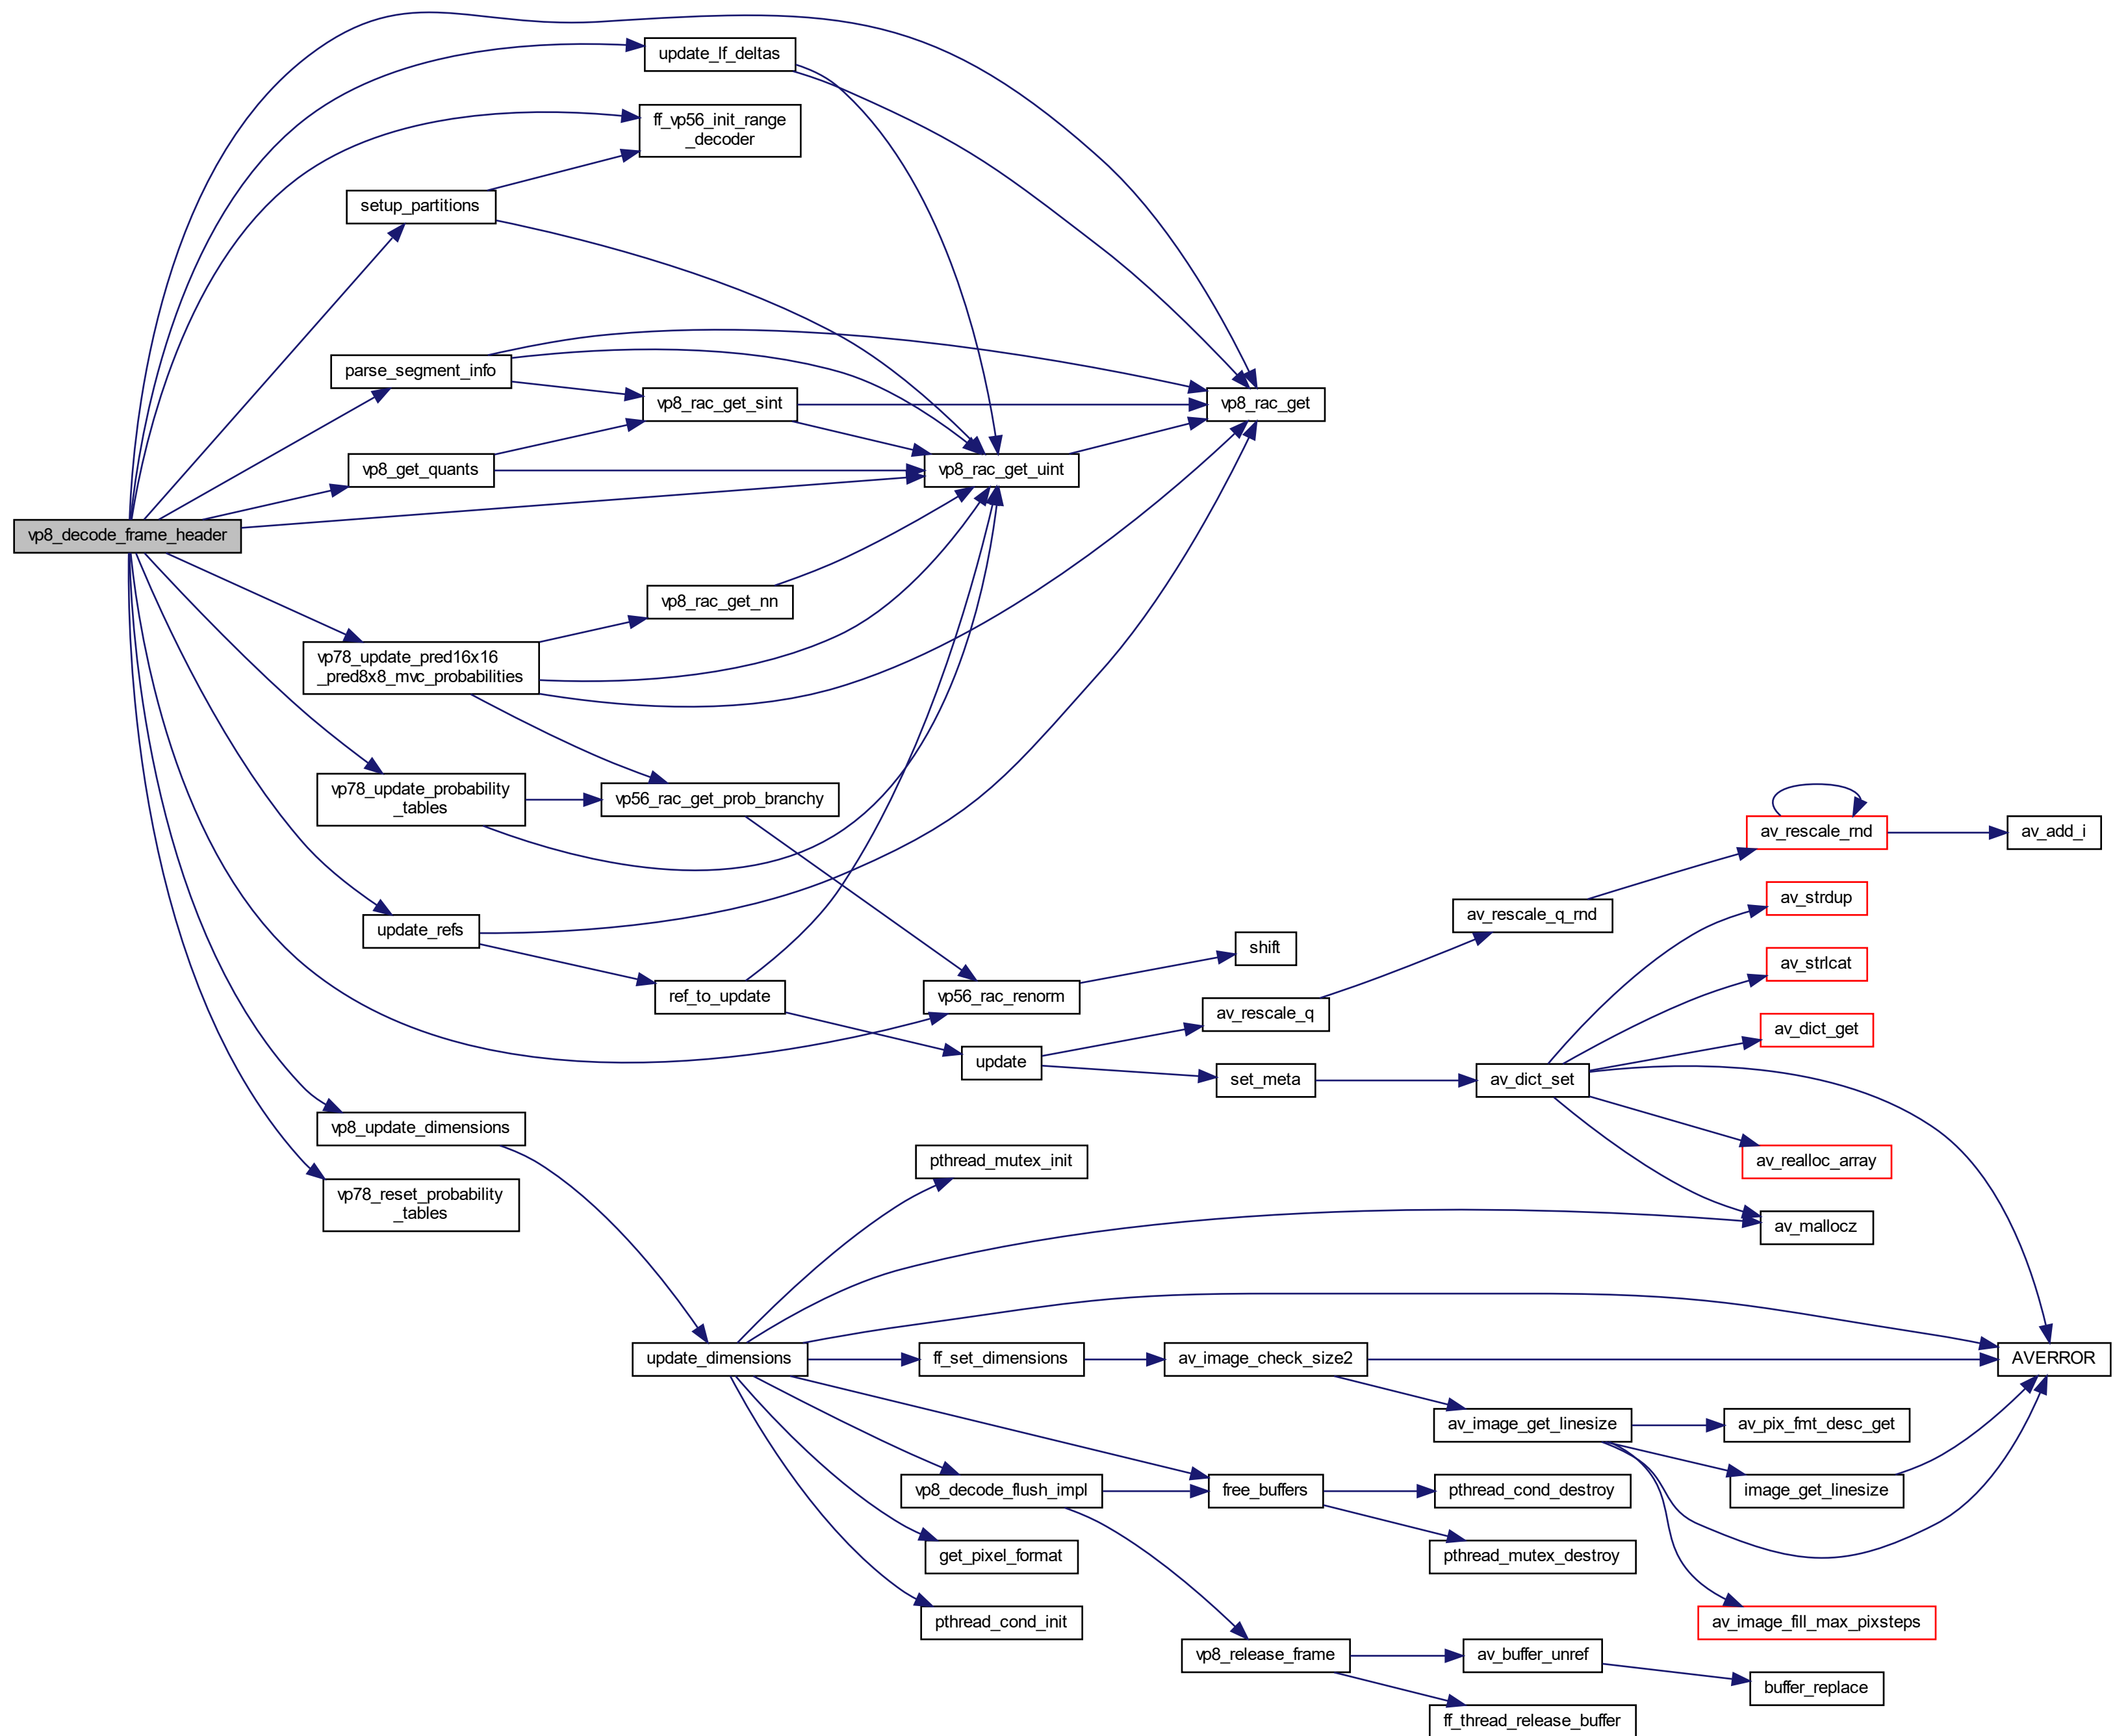 update_lf_deltas
ff_vp56_init_range
_decoder
setup_partitions
parse_segment_info
vp8_rac_get_sint
vp8_rac_get
vp8_get_quants
vp8_rac_get_uint
vp8_decode_frame_header
vp8_rac_get_nn
vp78_update_pred16x16
_pred8x8_mvc_probabilities
vp78_update_probability
_tables
vp56_rac_get_prob_branchy
av_rescale_rnd
av_add_i
av_strdup
av_rescale_q_rnd
update_refs
shift
av_strlcat
ref_to_update
vp56_rac_renorm
av_rescale_q
av_dict_get
update
set_meta
av_dict_set
vp8_update_dimensions
pthread_mutex_init
av_realloc_array
vp78_reset_probability
_tables
av_mallocz
update_dimensions
ff_set_dimensions
av_image_check_size2
AVERROR
av_image_get_linesize
av_pix_fmt_desc_get
vp8_decode_flush_impl
free_buffers
pthread_cond_destroy
image_get_linesize
get_pixel_format
pthread_mutex_destroy
pthread_cond_init
av_image_fill_max_pixsteps
vp8_release_frame
av_buffer_unref
buffer_replace
ff_thread_release_buffer